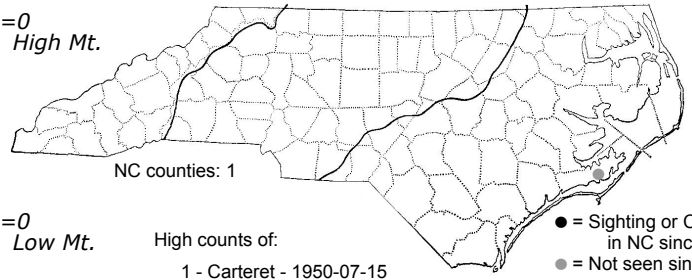 =0
High Mt.
NC counties: 1
=0
Low Mt.
High counts of:
1 - Carteret - 1950-07-15
● = Sighting or
in NC sinc
● = Not seen sin